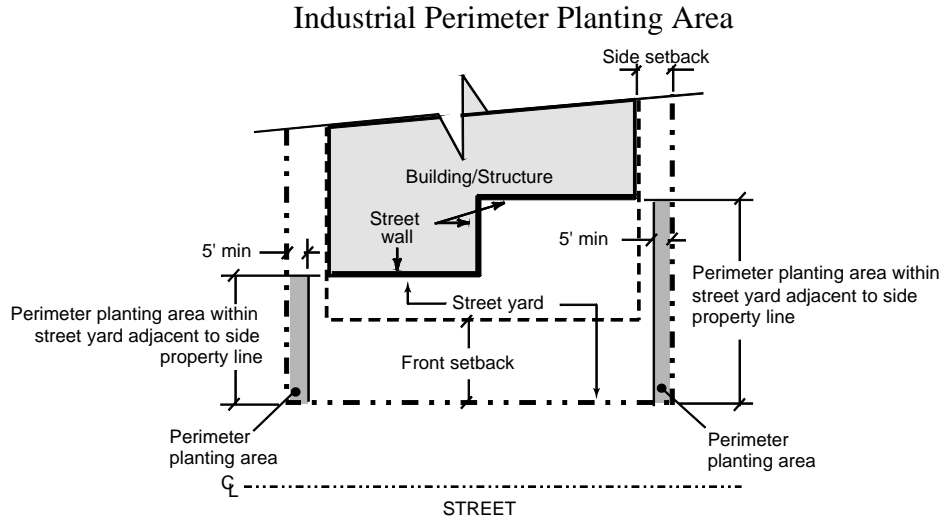 Industrial Perimeter Planting Area
Side setback
Building/Structure
Street
wall
5' min
5' min
Street yard
Perimeter planting area within
street yard adjacent to side
property line
Perimeter planting area within
street yard adjacent to side
property line
Front setback
Perimeter
planting area
Perimeter
planting area
CL
STREET